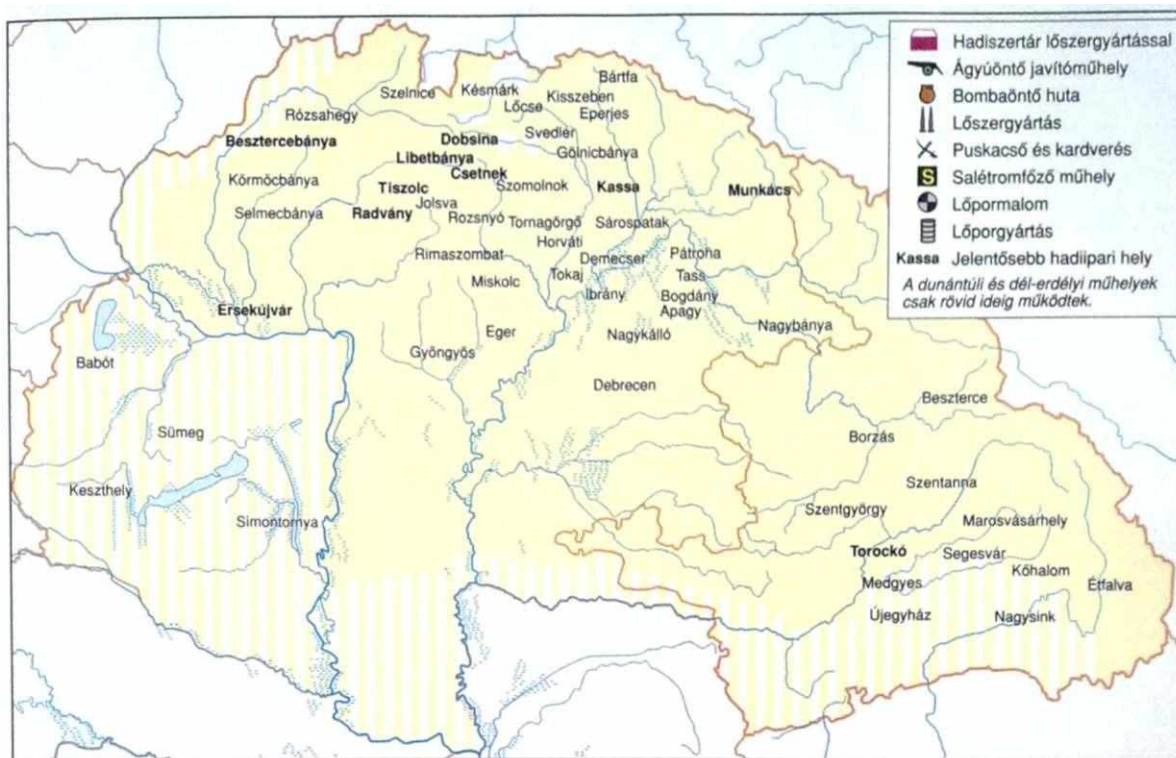 Hadiszertár lőszergyártással
Ágyúöntő javítóműhely
Bombaöntő huta
Lőszergyártás
Puskacső és kardverés
S Salétromfőző műhely
Lőpormalom
Lőporgyártás
Kassa Jelentősebb hadiipari hely
A dunántúli és dél-erdélyi műhelyek
csak rövid ideig működtek.
Bártfa
Szelnice
Késmárk
Kisszeben
Lőcse
Eperjes
Rózsahegy
Svedlér
Besztercebánya
Dobsina
Gölnicbánya
Libetbánya
Csetnek
Körmöcbánya
Tiszolc
Szomolnok
Kassa
Munkács
Jolsva
Selmecbánya
Radvány
Rozsnyó
Tornagörgő
Sárospatak
Horváti
Rimaszombat
Demecser
Pátroha
Tokaj
Tass
Miskolc
Ibrány
Bogdány
Érsekújvár
Apagy
Nagybánya
Eger
Nagykálló
Gyöngyös
Babót
Debrecen
Beszterce
Sümeg
Borzás
Keszthely
Szentanna
Simontornya
Szentgyörgy
Marosvásárhely
Torockó
Segesvár
Kőhalom
Medgyes
Étfalva
Újegyház
Nagysink